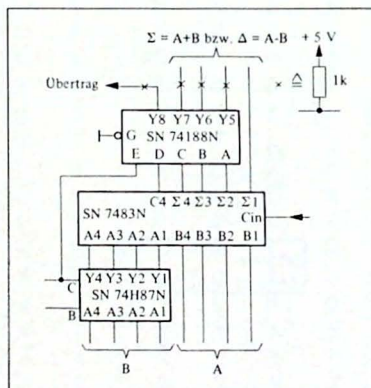 Σ = A+B bzw. Δ = A-B + 5 V
Übertrag
x ≙ 1k
Y8 Y7 Y6 Y5
G SN 74188N
E D C B A
C4 Σ4 Σ3 Σ2 Σ1
SN 7483N Cin
A4 A3 A2 A1 B4 B3 B2 B1
C Y4 Y3 Y2 Y1
SN 74H87N
B A4 A3 A2 A1
B A